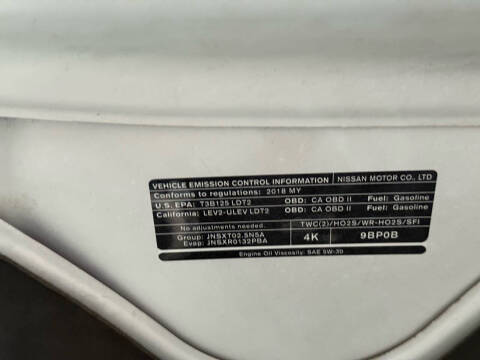 VEHICLE EMISSION CONTROL INFORMATION NISSAN MOTOR CO., LTD
Conforms to regulations: 2018 MY
U.S. EPA: T3B125 LDT2 OBD: CA OBD II Fuel: Gasoline
California: LEV2-ULEV LDT2 OBD: CA OBD II Fuel: Gasoline
No adjustments needed. TWC(2)/HO2S/WR-HO2S/SFI
Group: JNSXT02.5N5A
Evap: JNSXR0132PBA
4K 9BP0B
Engine Oil Viscosity: SAE 5W-30